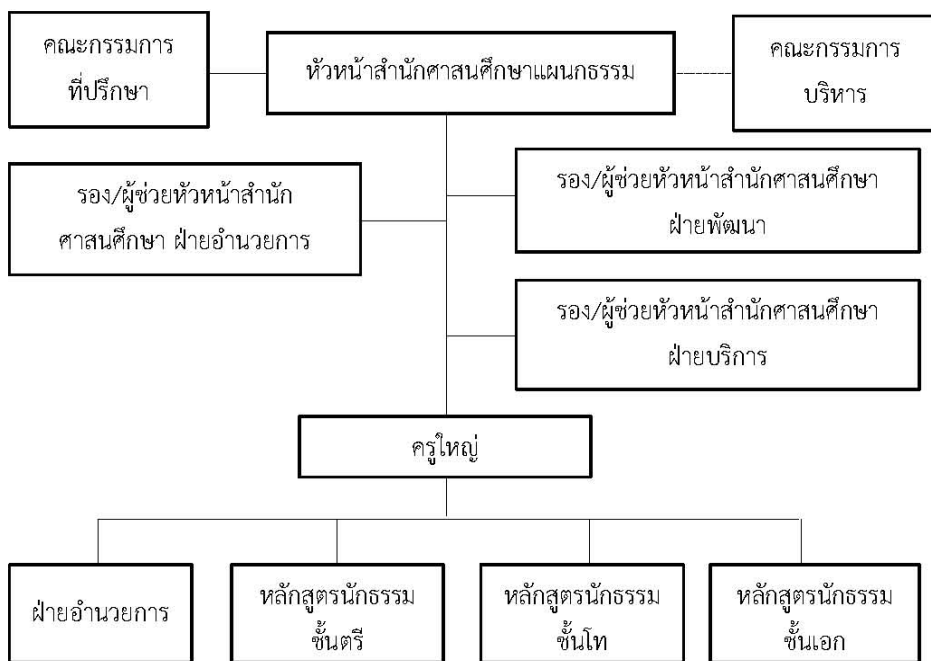 คณะกรรมการ
ที่ปรึกษา
หัวหน้าสำนักศาสนศึกษาแผนกธรรม
คณะกรรมการ
บริหาร
รอง/ผู้ช่วยหัวหน้าสำนัก
ศาสนศึกษา ฝ่ายอำนวยการ
รอง/ผู้ช่วยหัวหน้าสำนักศาสนศึกษา
ฝ่ายพัฒนา
รอง/ผู้ช่วยหัวหน้าสำนักศาสนศึกษา
ฝ่ายบริการ
ครูใหญ่
ฝ่ายอำนวยการ
หลักสูตรนักธรรม
ชั้นตรี
หลักสูตรนักธรรม
ชั้นโท
หลักสูตรนักธรรม
ชั้นเอก